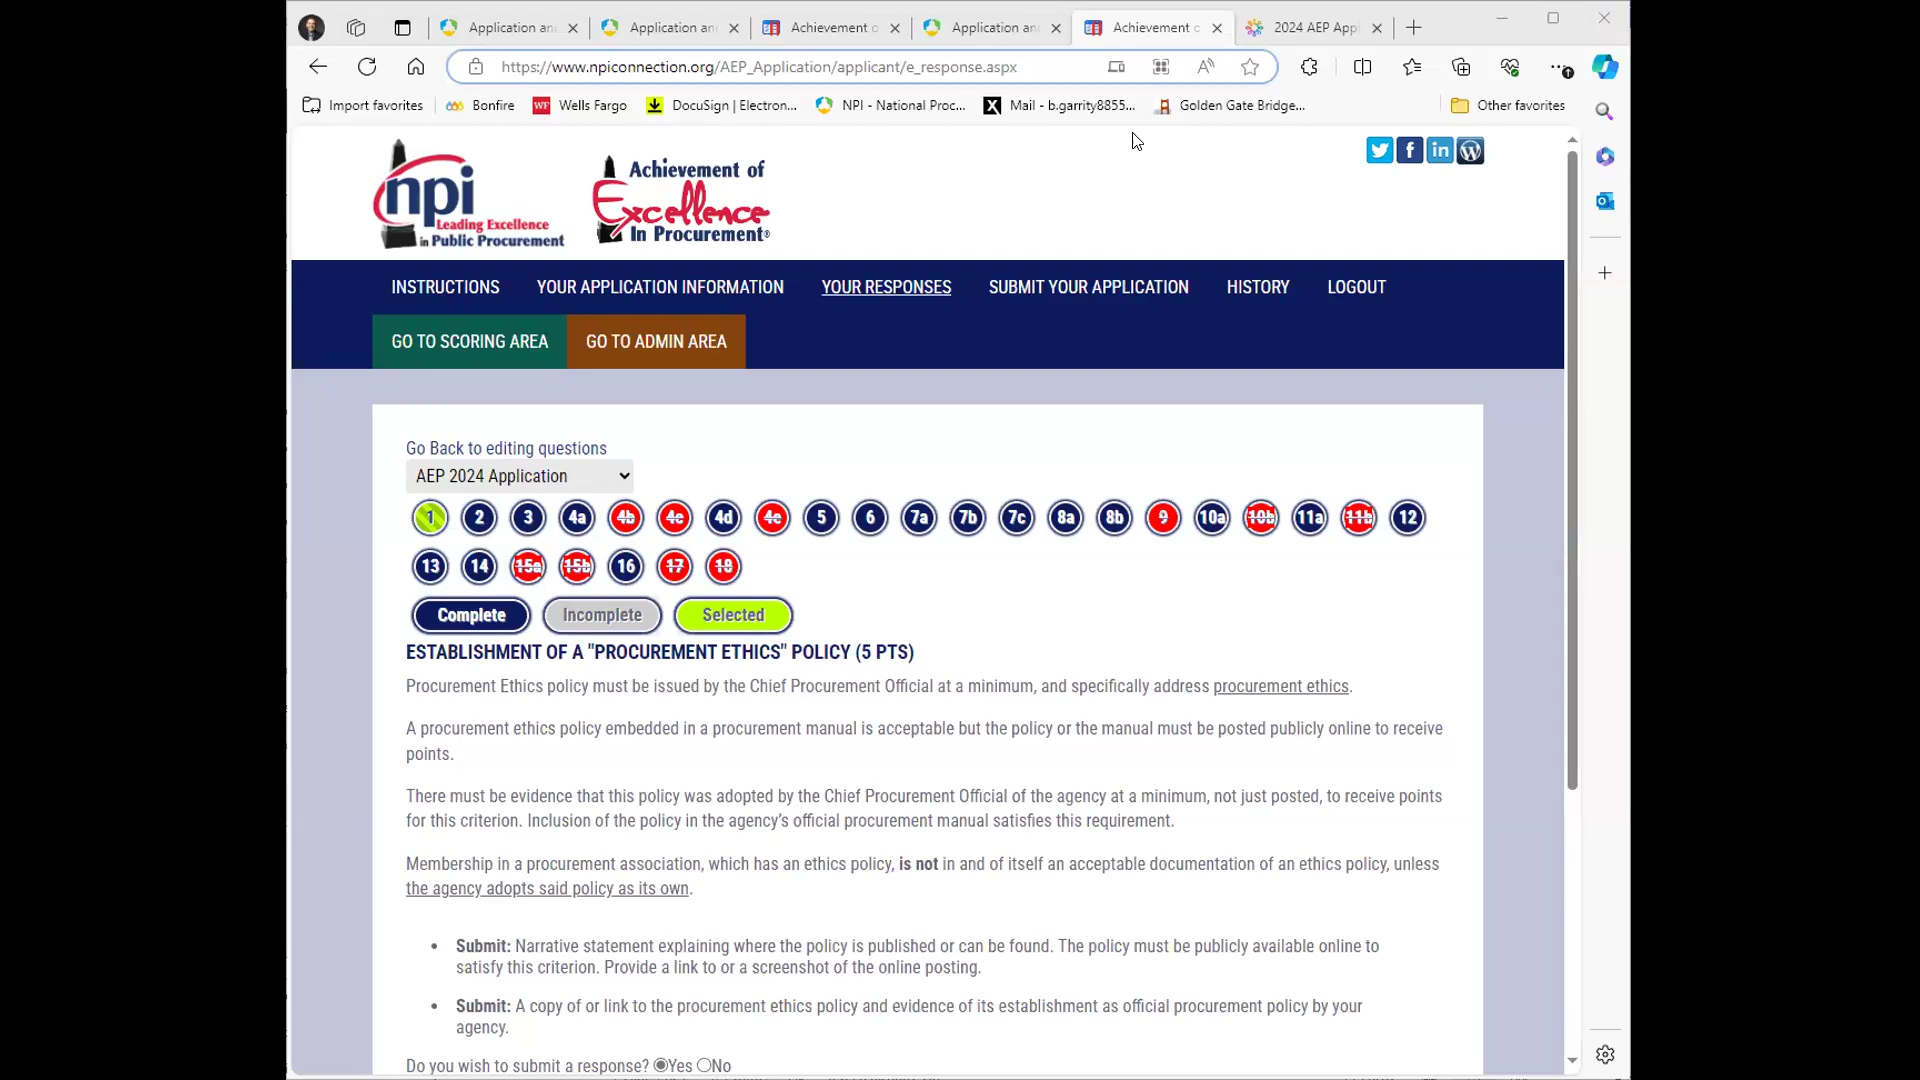 Application an
Application an
Achievement o
Application an
Achievement o
2024 AEP App
https://www.npiconnection.org/AEP_Application/applicant/e_response.aspx
Import favorites
Bonfire
WF
Wells Fargo
DocuSign | Electron...
NPI - National Proc...
X
Mail - b.garrity8855...
Golden Gate Bridge...
Other favorites
npi
Leading Excellence
in Public Procurement
Achievement of
Excellence
In Procurement®
INSTRUCTIONS
YOUR APPLICATION INFORMATION
YOUR RESPONSES
SUBMIT YOUR APPLICATION
HISTORY
LOGOUT
GO TO SCORING AREA
GO TO ADMIN AREA
Go Back to editing questions
AEP 2024 Application
1 2 3 4a 4b 4c 4d 4e 5 6 7a 7b 7c 8a 8b 9 10a 10b 11a 11b 12
13 14 15a 15b 16 17 18
Complete
Incomplete
Selected
ESTABLISHMENT OF A "PROCUREMENT ETHICS" POLICY (5 PTS)
Procurement Ethics policy must be issued by the Chief Procurement Official at a minimum, and specifically address procurement ethics.
A procurement ethics policy embedded in a procurement manual is acceptable but the policy or the manual must be posted publicly online to receive
points.
There must be evidence that this policy was adopted by the Chief Procurement Official of the agency at a minimum, not just posted, to receive points
for this criterion. Inclusion of the policy in the agency's official procurement manual satisfies this requirement.
Membership in a procurement association, which has an ethics policy, is not in and of itself an acceptable documentation of an ethics policy, unless
the agency adopts said policy as its own.
• Submit: Narrative statement explaining where the policy is published or can be found. The policy must be publicly available online to
satisfy this criterion. Provide a link to or a screenshot of the online posting.
• Submit: A copy of or link to the procurement ethics policy and evidence of its establishment as official procurement policy by your
agency.
Do you wish to submit a response? Yes No